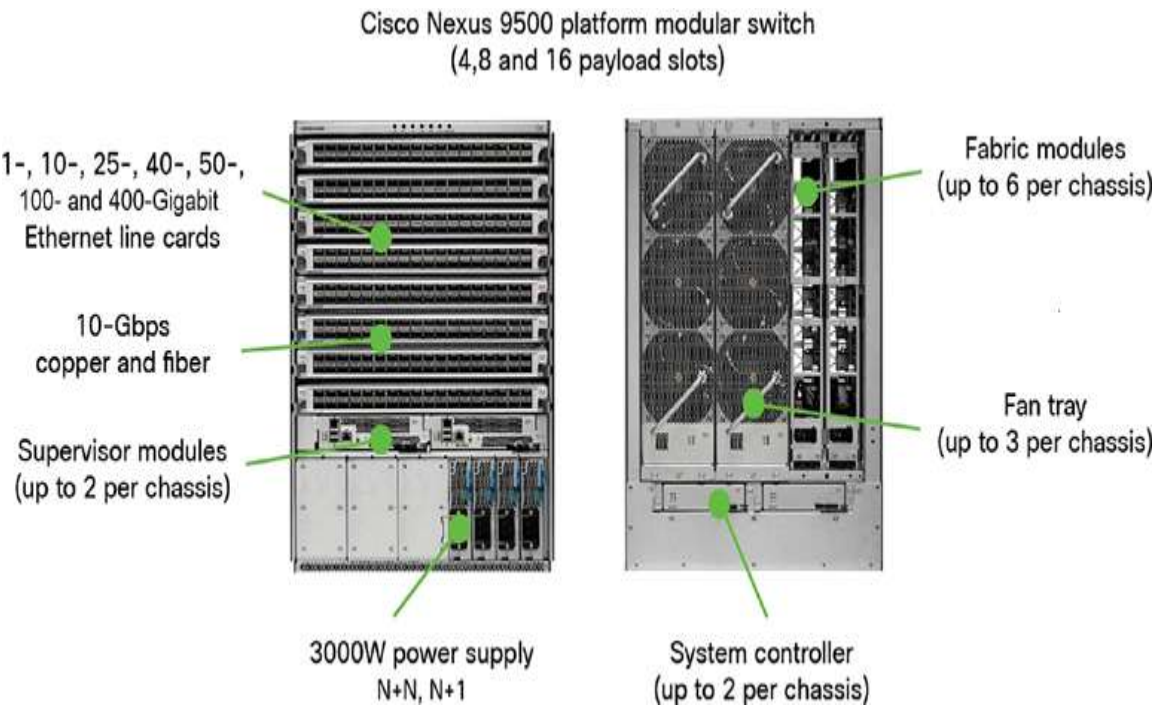 Cisco Nexus 9500 platform modular switch
(4,8 and 16 payload slots)
1-, 10-, 25-, 40-, 50-,
100- and 400-Gigabit
Ethernet line cards
10-Gbps
copper and fiber
Supervisor modules
(up to 2 per chassis)
3000W power supply
N+N, N+1
Fabric modules
(up to 6 per chassis)
Fan tray
(up to 3 per chassis)
System controller
(up to 2 per chassis)